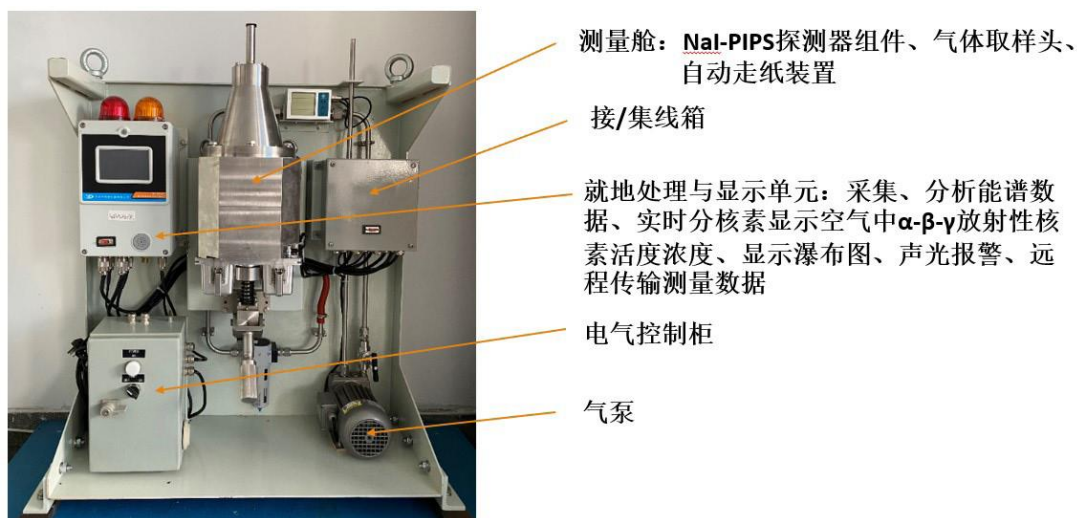 测量舱：NaI-PIPS探测器组件、气体取样头、
自动走纸装置
接/集线箱
就地处理与显示单元：采集、分析能谱数
据、实时分核素显示空气中α-β-γ放射性核
素活度浓度、显示瀑布图、声光报警、远
程传输测量数据
电气控制柜
气泵